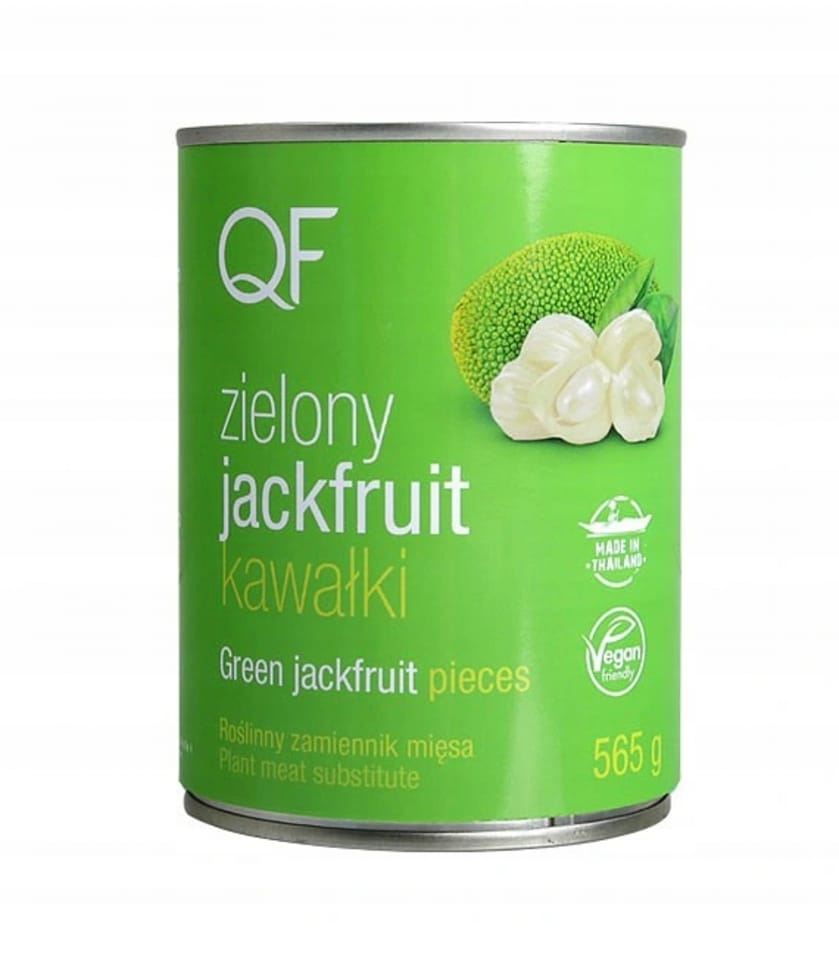 QF
zielony
jackfruit
kawałki
Green jackfruit pieces
Roślinny zamiennik mięsa
Plant meat substitute
MADE IN
THAILAND
Vegan
friendly
565 g